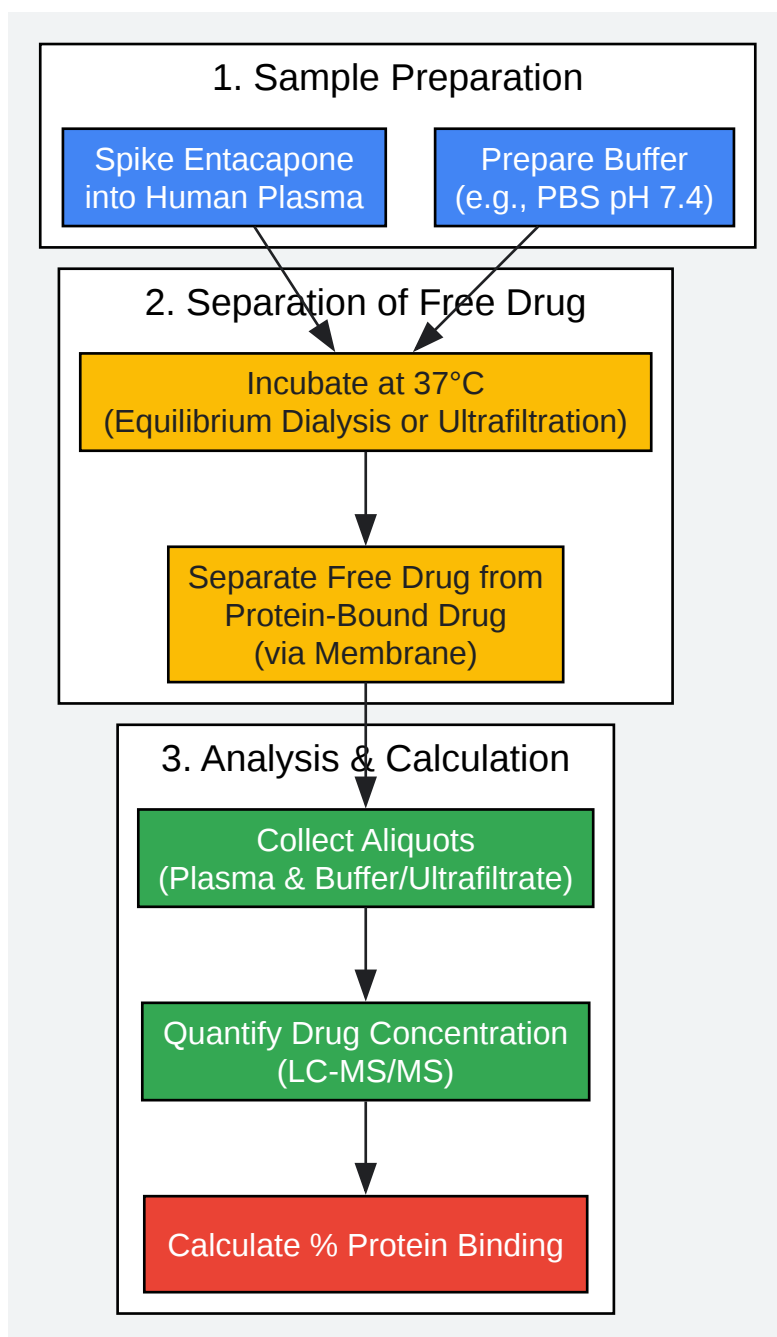 1. Sample Preparation
Spike Entacapone
into Human Plasma
Prepare Buffer
(e.g., PBS pH 7.4)
2. Separation of Free Drug
Incubate at 37°C
(Equilibrium Dialysis or Ultrafiltration)
Separate Free Drug from
Protein-Bound Drug
(via Membrane)
3. Analysis & Calculation
Collect Aliquots
(Plasma & Buffer/Ultrafiltrate)
Quantify Drug Concentration
(LC-MS/MS)
Calculate % Protein Binding